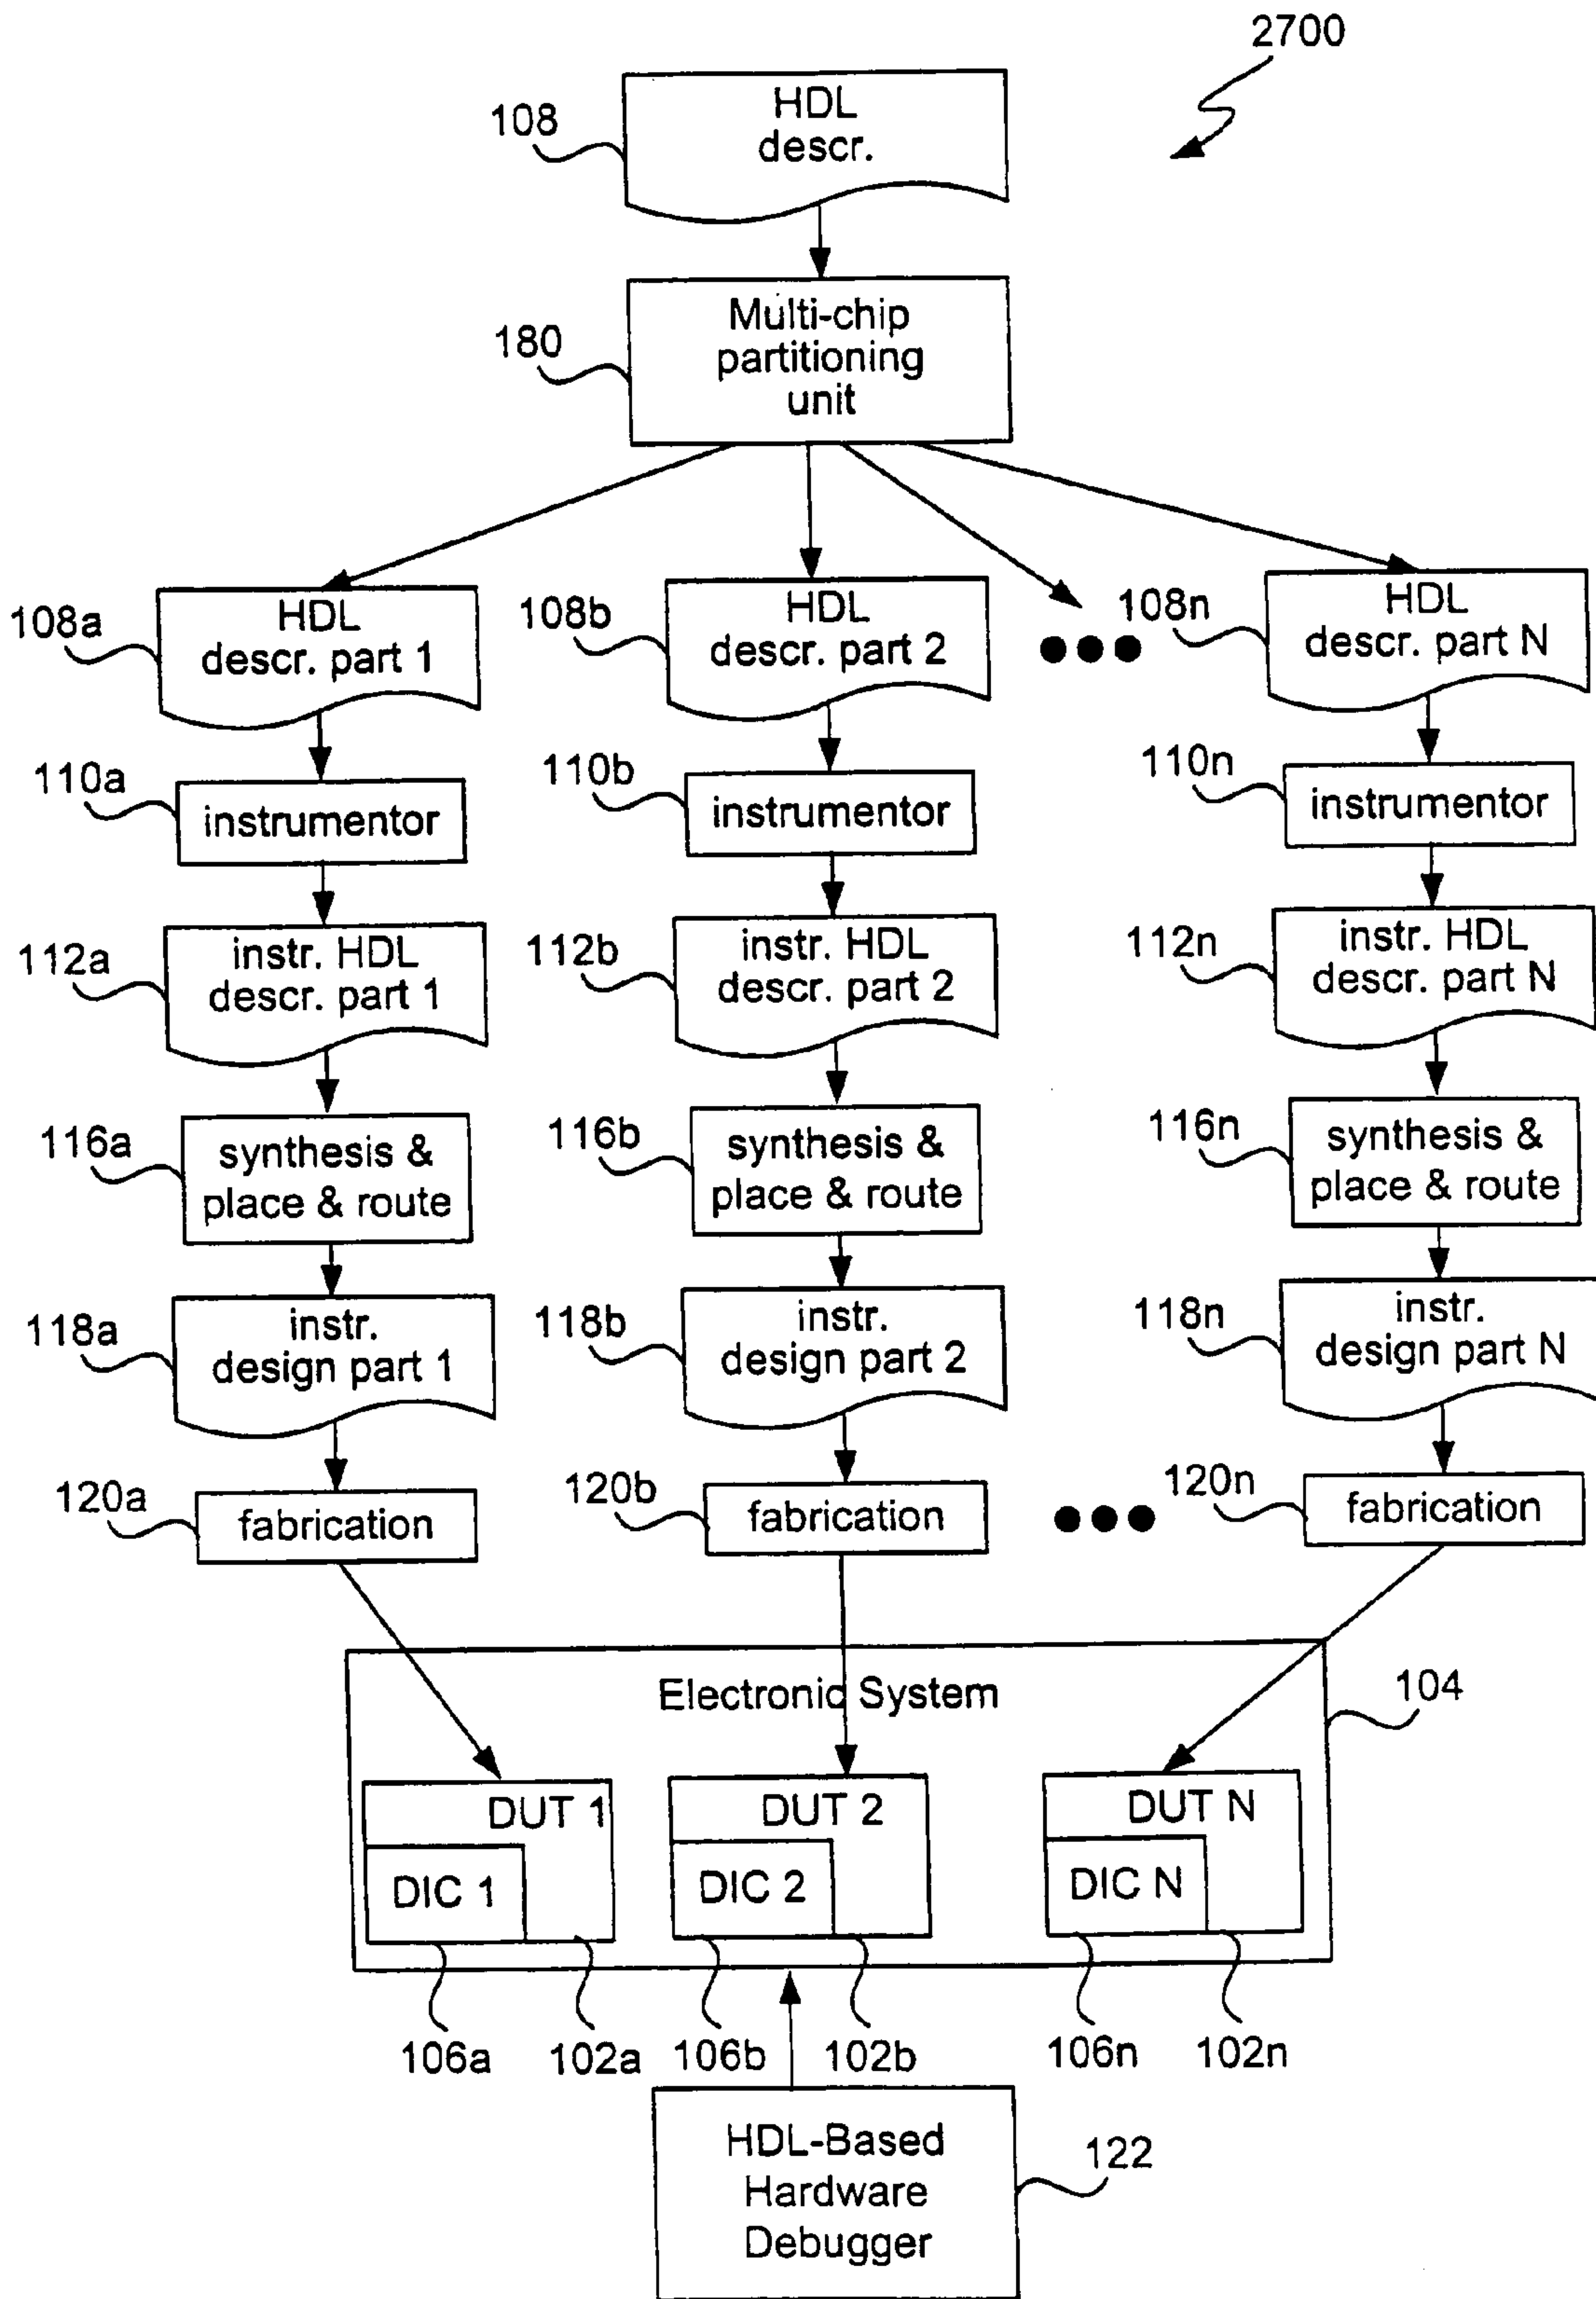 2700
108
HDL
descr.
180
Multi-chip
partitioning
unit
108a
HDL
descr. part 1
108b
HDL
descr. part 2
108n
HDL
descr. part N
110a
instrumentor
110b
instrumentor
110n
instrumentor
112a
instr. HDL
descr. part 1
112b
instr. HDL
descr. part 2
112n
instr. HDL
descr. part N
116a
synthesis &
place & route
116b
synthesis &
place & route
116n
synthesis &
place & route
118a
instr.
design part 1
118b
instr.
design part 2
118n
instr.
design part N
120a
fabrication
120b
fabrication
120n
fabrication
Electronic System
104
DUT 1
DIC 1
DUT 2
DIC 2
DUT N
DIC N
106a
102a
106b
102b
106n
102n
HDL-Based
Hardware
Debugger
122